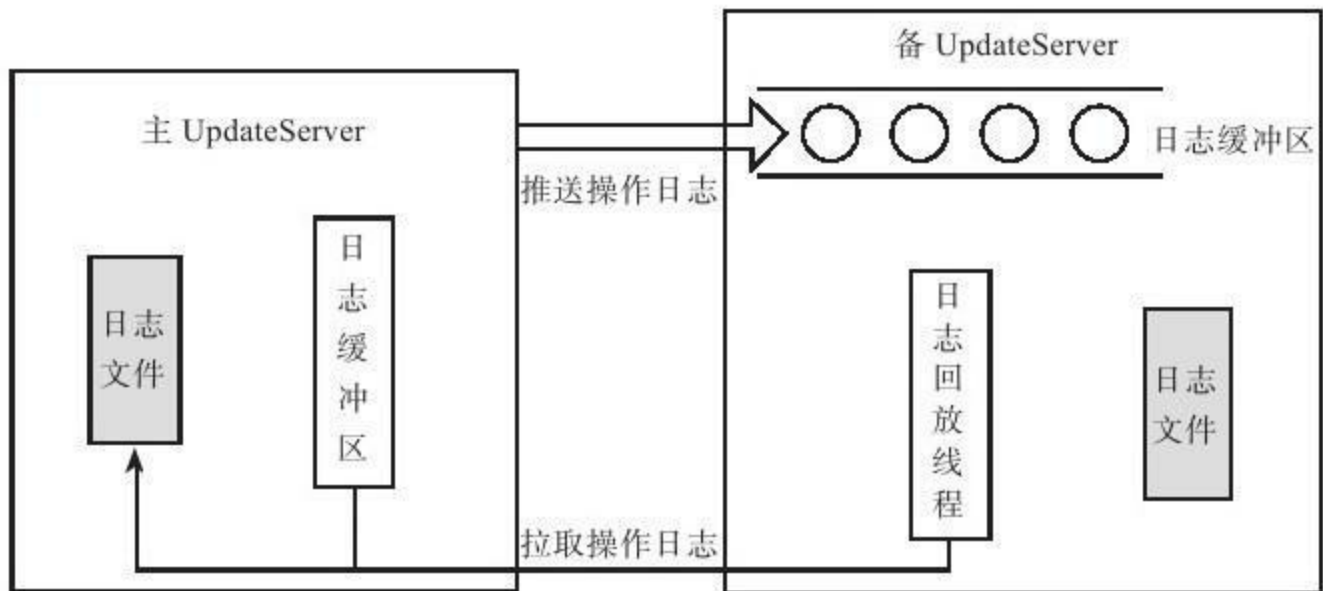 备 UpdateServer
主 UpdateServer
日志缓冲区
推送操作日志
日志缓冲区
日志
文件
日志回放线程
日志
文件
拉取操作日志